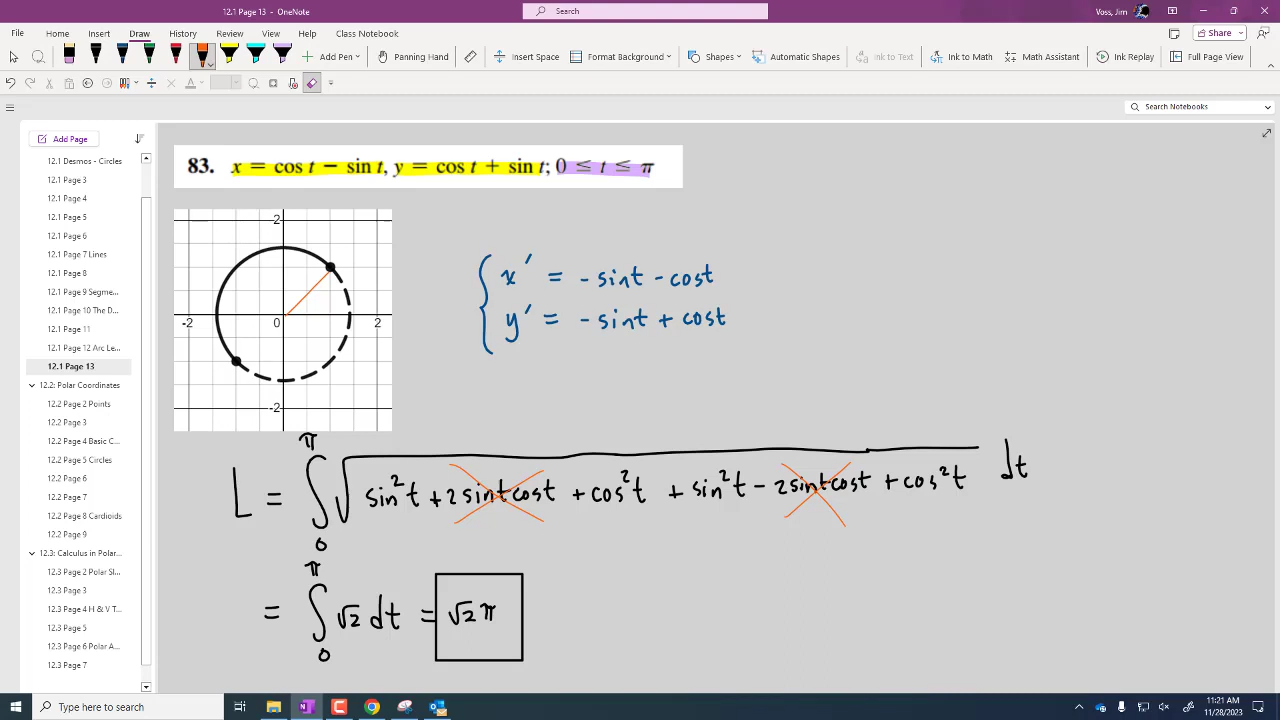 12.1 Page 13 - OneNote
Search
Voss, Jim
File Home Insert Draw History Review View Help Class Notebook
Share
Add Pen Panning Hand Insert Space Format Background Shapes Automatic Shapes Ink to Shape Ink to Text Ink to Math Math Assistant Ink Replay Full Page View
Search Notebooks
Add Page
12.1 Desmos - Circles
12.1 Page 3
12.1 Page 4
12.1 Page 5
12.1 Page 6
12.1 Page 7 Lines
12.1 Page 8
12.1 Page 9 Segme...
12.1 Page 10 The D...
12.1 Page 11
12.1 Page 12 Arc Le...
12.1 Page 13
12.2: Polar Coordinates
12.2 Page 2 Points
12.2 Page 3
12.2 Page 4 Basic C...
12.2 Page 5 Circles
12.2 Page 6
12.2 Page 7
12.2 Page 8 Cardioids
12.2 Page 9
12.3: Calculus in Polar...
12.3 Page 2 Polar Sl...
12.3 Page 3
12.3 Page 4 H & V T...
12.3 Page 5
12.3 Page 6 Polar A...
12.3 Page 7
83. x = cos t − sin t, y = cos t + sin t; 0 ≤ t ≤ π
2
-2 0 2
-2
x′ = -sint - cost
y′ = -sint + cost
L = ∫₀^π √(sin²t + 2sintcost + cos²t + sin²t − 2sintcost + cos²t) dt
= ∫₀^π √2 dt = √2 π
Type here to search
11:21 AM
11/28/2023